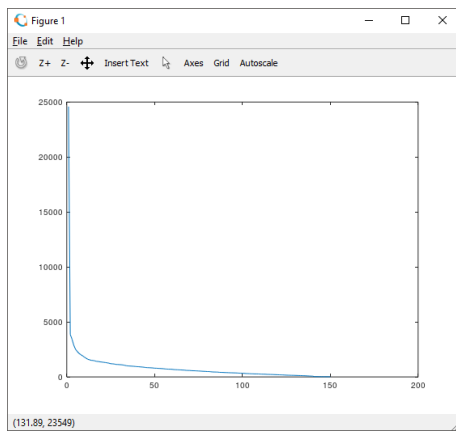 Figure 1
File Edit Help
Z+ Z- Insert Text Axes Grid Autoscale
25000
20000
15000
10000
5000
0
0 50 100 150 200
(131.89, 23549)